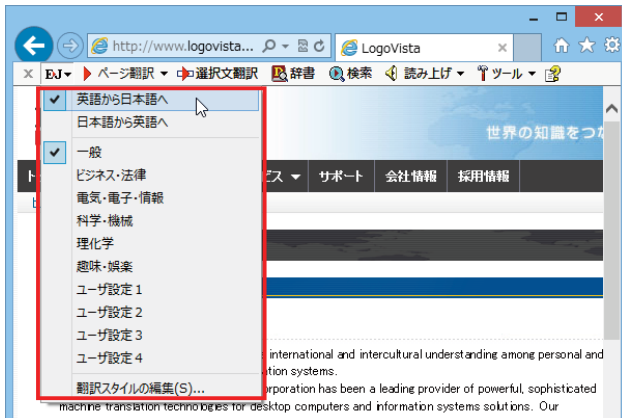 http://www.logovista...
LogoVista
EJ
ページ翻訳
選択文翻訳
辞書
検索
読み上げ
ツール
英語から日本語へ
日本語から英語へ
世界の知識をつ
一般
ビジネス・法律
サポート
会社情報
採用情報
電気・電子・情報
科学・機械
理化学
趣味・娯楽
ユーザ設定1
ユーザ設定2
ユーザ設定3
ユーザ設定4
international and intercultural understanding among personal and
systems.
翻訳スタイルの編集(S)...
has been a leading provider of powerful, sophisticated
machine translation technologies for desktop computers and information systems solutions. Our